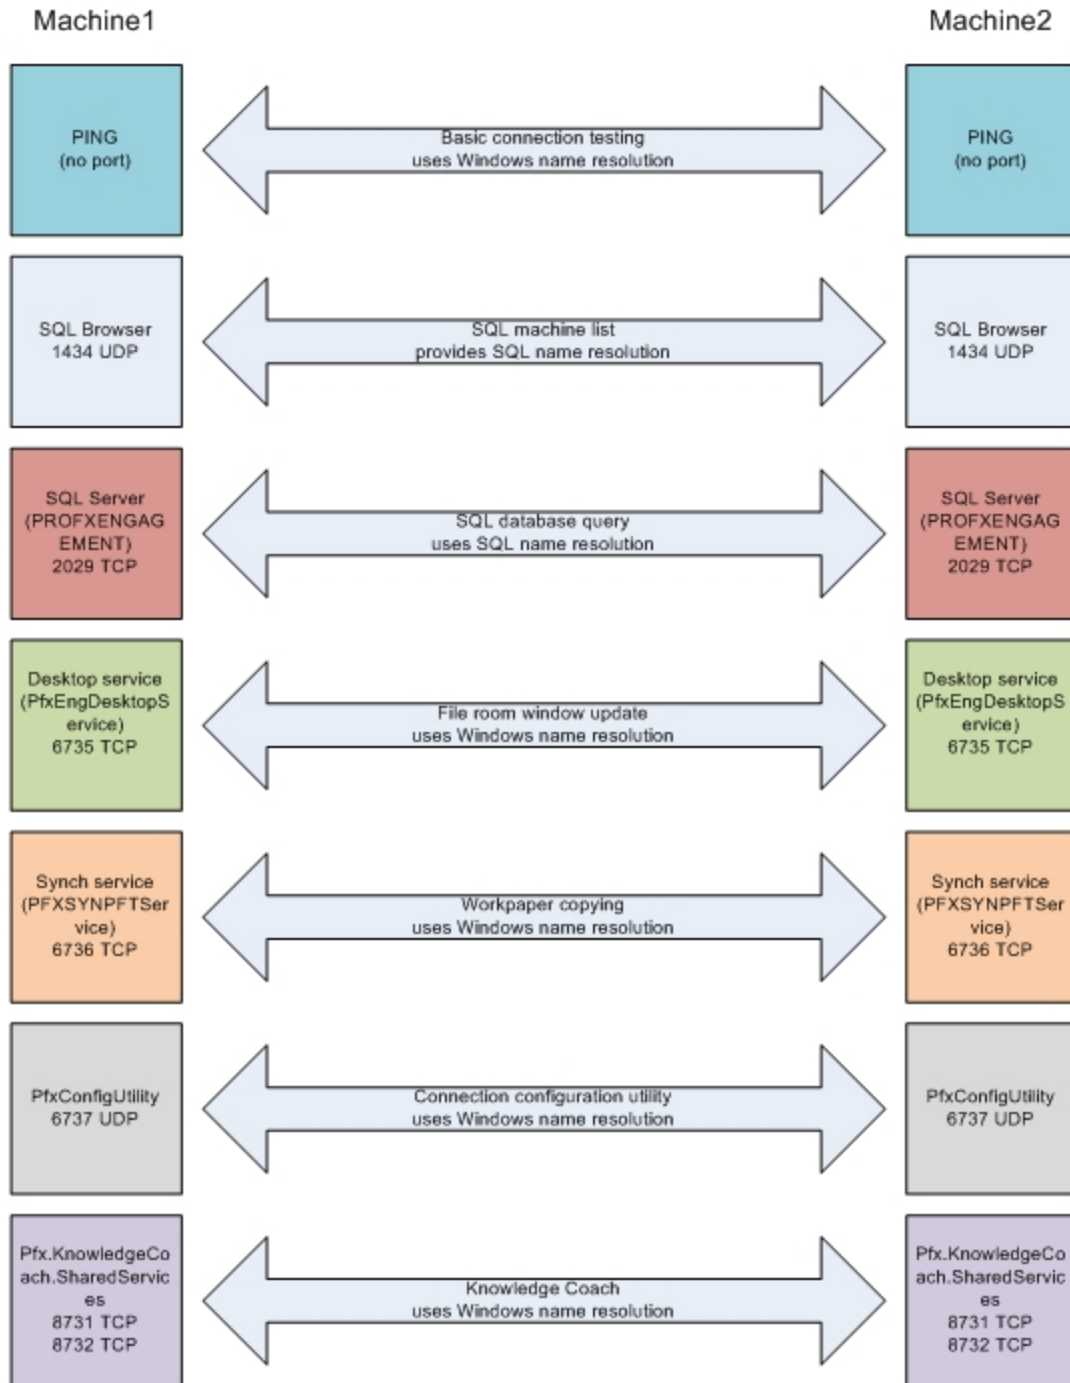 Machine1
Machine2
PING
(no port)
Basic connection testing
uses Windows name resolution
PING
(no port)
SQL Browser
1434 UDP
SQL machine list
provides SQL name resolution
SQL Browser
1434 UDP
SQL Server
(PROFXENGAG
EMENT)
2029 TCP
SQL database query
uses SQL name resolution
SQL Server
(PROFXENGAG
EMENT)
2029 TCP
Desktop service
(PfxEngDesktopS
ervice)
6735 TCP
File room window update
uses Windows name resolution
Desktop service
(PfxEngDesktopS
ervice)
6735 TCP
Synch service
(PFXSYNPFTSer
vice)
6736 TCP
Workpaper copying
uses Windows name resolution
Synch service
(PFXSYNPFTSer
vice)
6736 TCP
PfxConfigUtility
6737 UDP
Connection configuration utility
uses Windows name resolution
PfxConfigUtility
6737 UDP
Pfx.KnowledgeCo
ach.SharedServic
es
8731 TCP
8732 TCP
Knowledge Coach
uses Windows name resolution
Pfx.KnowledgeCo
ach.SharedServic
es
8731 TCP
8732 TCP